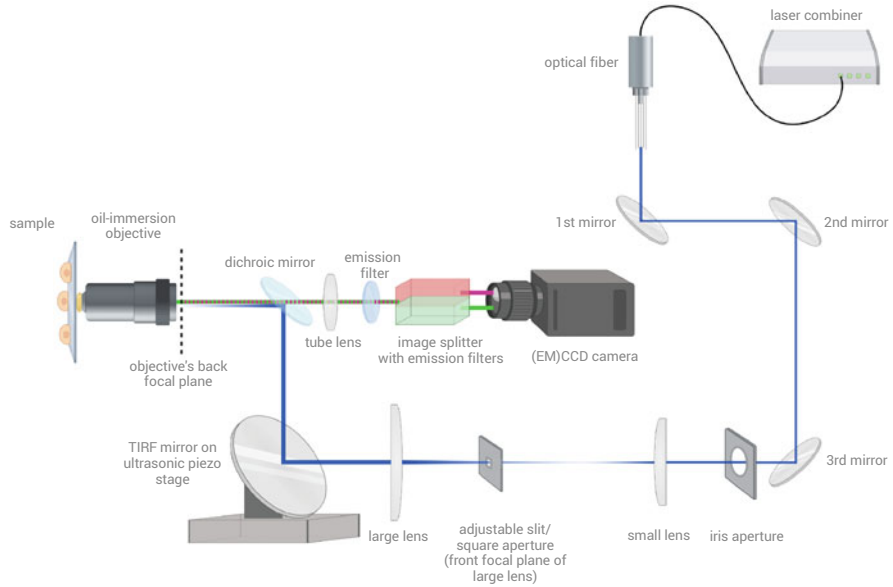 laser combiner
optical fiber
1st mirror
2nd mirror
sample
oil-immersion
objective
dichroic mirror
emission
filter
tube lens
image splitter
with emission filters
(EM)CCD camera
objective's back
focal plane
TIRF mirror on
ultrasonic piezo
stage
3rd mirror
large lens
adjustable slit/
square aperture
(front focal plane of
large lens)
small lens
iris aperture